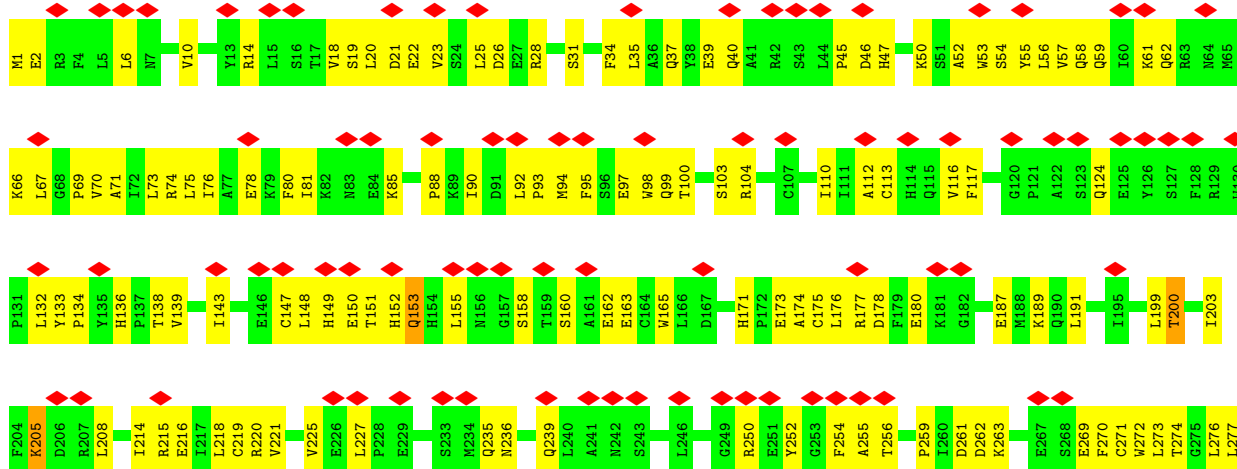 M1 E2 R3 F4 L5 L6 N7 V10 Y13 R14 L15 S16 T17 V18 S19 L20 D21 E22 V23 S24 L25 D26 E27 R28 S31 F34 L35 A36 Q37 Y38 E39 Q40 A41 R42 S43 L44 P45 D46 H47 K50 S51 A52 W53 S54 Y55 L56 V57 Q58 Q59 I60 K61 Q62 R63 N64 M65
K66 L67 G68 P69 V70 A71 I72 L73 R74 L75 I76 A77 E78 K79 F80 I81 K82 N83 E84 K85 P88 K89 I90 D91 L92 P93 M94 F95 S96 E97 W98 Q99 T100 S103 R104 C107 I110 I111 A112 C113 H114 Q115 V116 F117 G120 P121 A122 S123 Q124 E125 Y126 S127 F128 R129
P131 L132 Y133 P134 Y135 H136 P137 T138 V139 I143 E146 C147 L148 H149 E150 T151 H152 Q153 H154 L155 N156 G157 S158 T159 S160 A161 E162 E163 C164 W165 L166 D167 H171 P172 E173 A174 C175 L176 R177 D178 F179 E180 K181 G182 E187 M188 K189 Q190 L191 I195 L199 T200 I203
F204 K205 D206 R207 L208 I214 R215 E216 I217 L218 C219 R220 V221 V225 E226 L227 P228 E229 S233 M234 Q235 N236 Q239 L240 A241 N242 S243 L246 G249 R250 E251 Y252 G253 F254 A255 T256 P259 I260 D261 D262 K263 E267 S268 E269 F270 C271 W272 L273 T274 G275 L276 L277